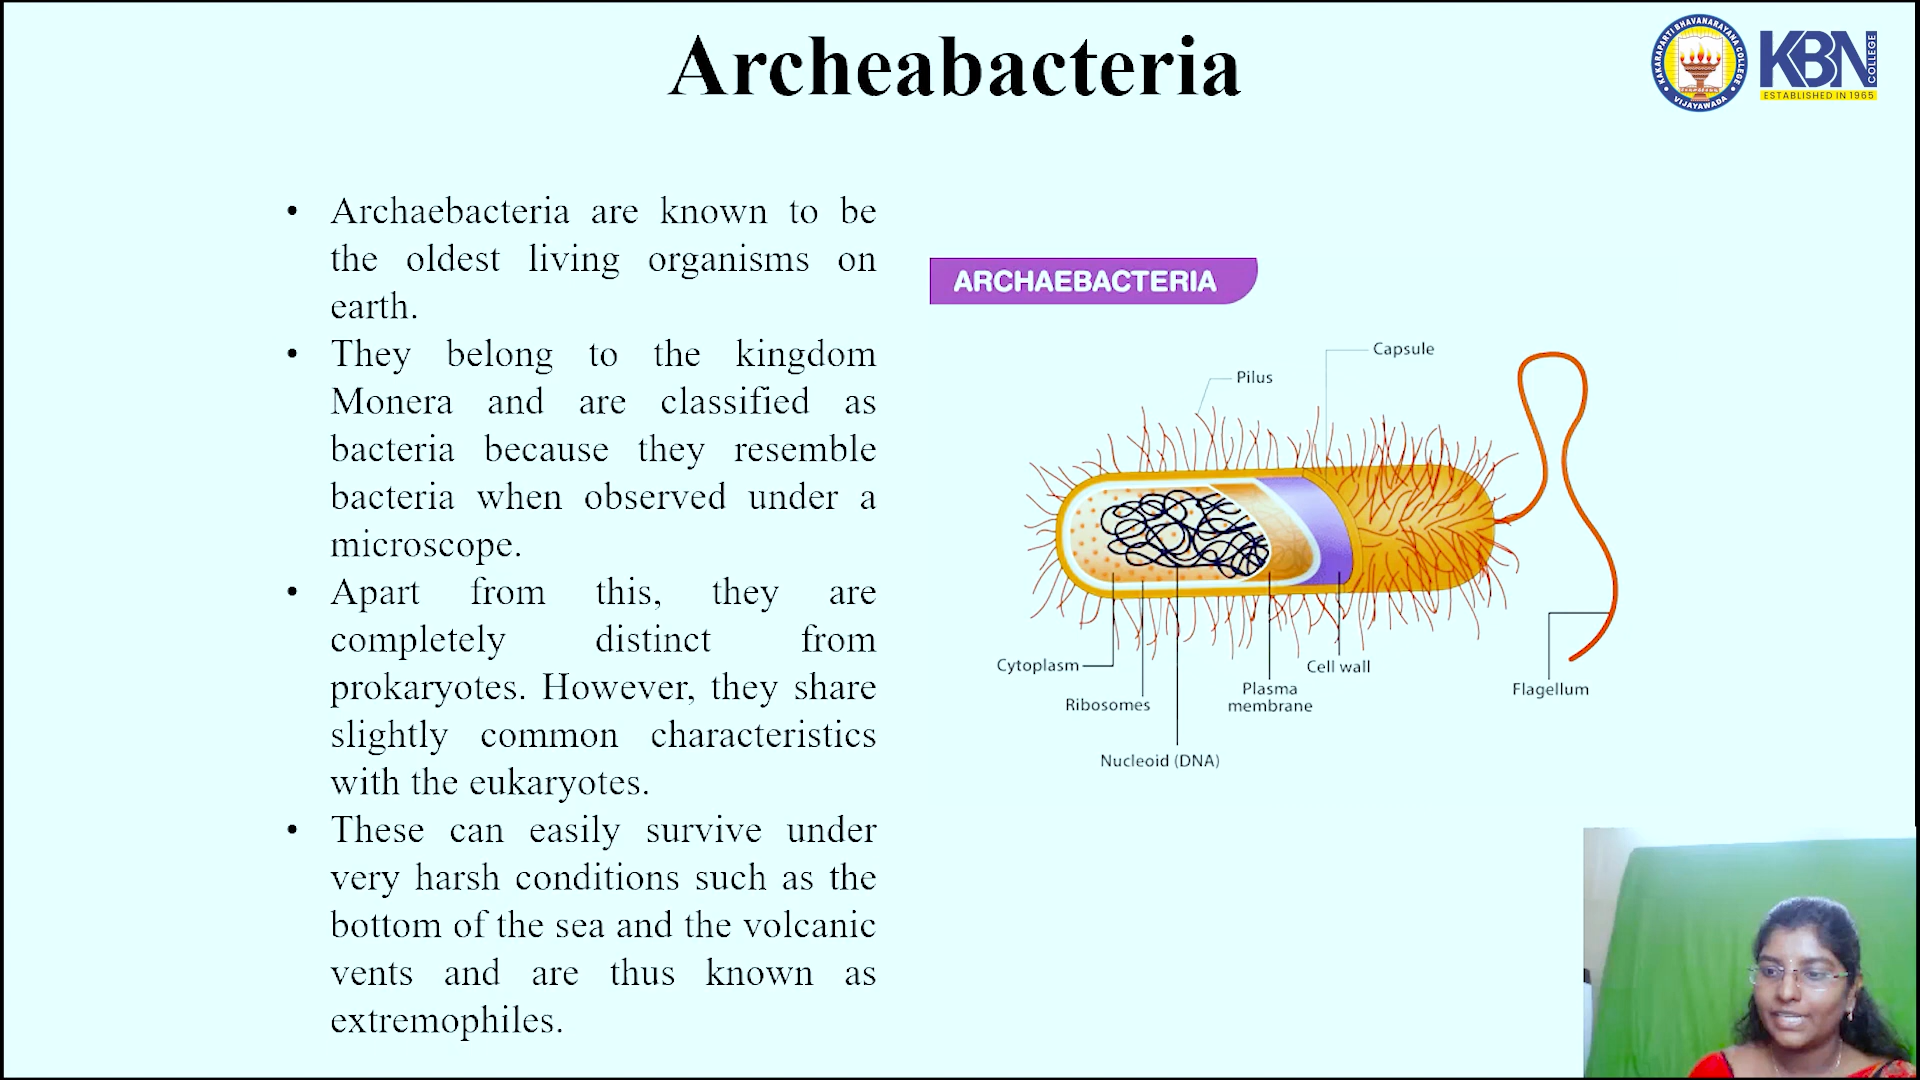 Archeabacteria
KAKARAPARTI BHAVANARAYANA COLLEGE
VIJAYAWADA
KBN
COLLEGE
ESTABLISHED IN 1965
• Archaebacteria are known to be
the oldest living organisms on
earth.
• They belong to the kingdom
Monera and are classified as
bacteria because they resemble
bacteria when observed under a
microscope.
• Apart from this, they are
completely distinct from
prokaryotes. However, they share
slightly common characteristics
with the eukaryotes.
• These can easily survive under
very harsh conditions such as the
bottom of the sea and the volcanic
vents and are thus known as
extremophiles.
ARCHAEBACTERIA
Capsule
Pilus
Cytoplasm
Cell wall
Ribosomes
Plasma
membrane
Flagellum
Nucleoid (DNA)